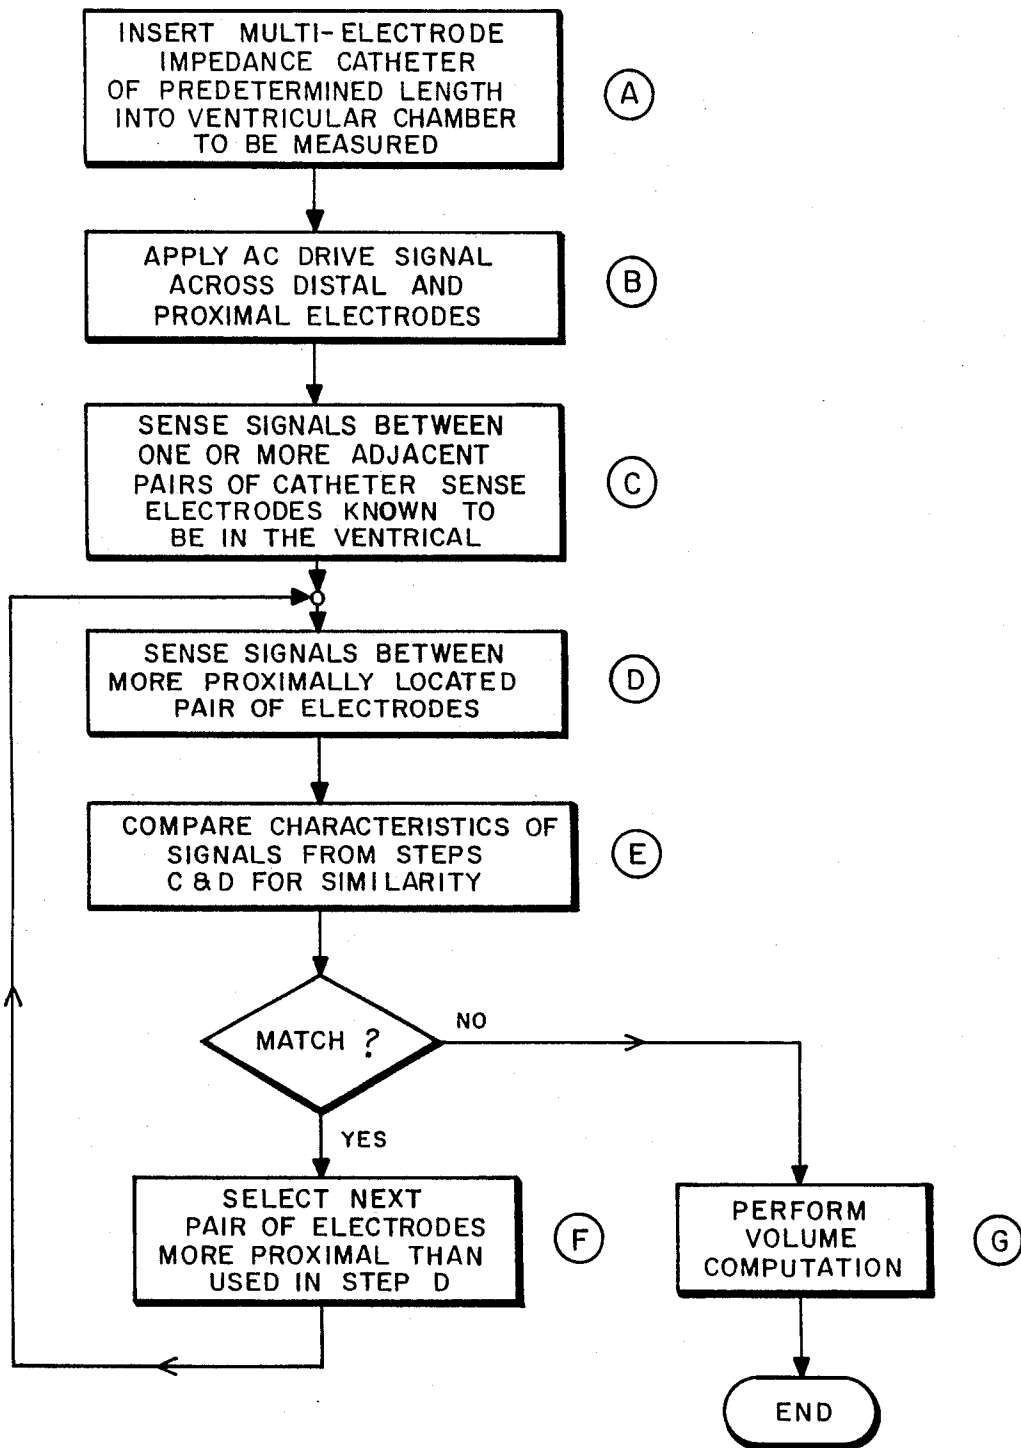 INSERT MULTI-ELECTRODE
IMPEDANCE CATHETER
OF PREDETERMINED LENGTH
INTO VENTRICULAR CHAMBER
TO BE MEASURED
A
APPLY AC DRIVE SIGNAL
ACROSS DISTAL AND
PROXIMAL ELECTRODES
B
SENSE SIGNALS BETWEEN
ONE OR MORE ADJACENT
PAIRS OF CATHETER SENSE
ELECTRODES KNOWN TO
BE IN THE VENTRICAL
C
SENSE SIGNALS BETWEEN
MORE PROXIMALLY LOCATED
PAIR OF ELECTRODES
D
COMPARE CHARACTERISTICS OF
SIGNALS FROM STEPS
C & D FOR SIMILARITY
E
MATCH ?
NO
YES
SELECT NEXT
PAIR OF ELECTRODES
MORE PROXIMAL THAN
USED IN STEP D
F
PERFORM
VOLUME
COMPUTATION
G
END